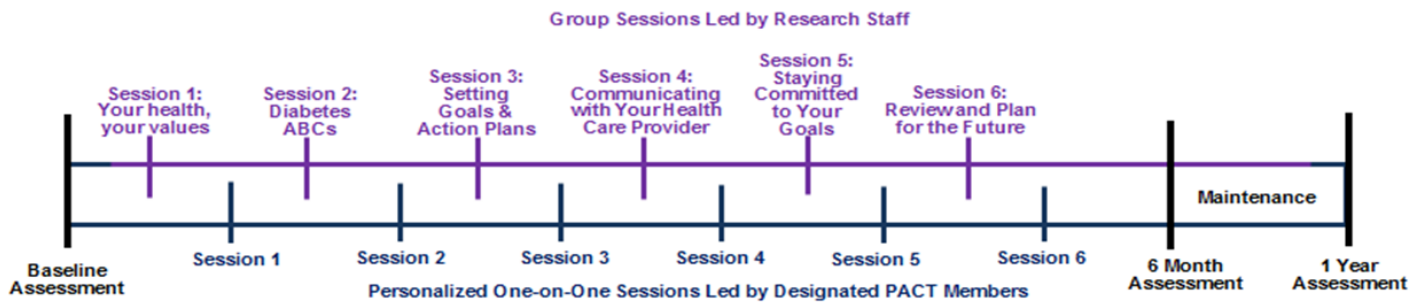 Group Sessions Led by Research Staff
Session 1:
Your health,
your values
Session 2:
Diabetes
ABCs
Session 3:
Setting
Goals &
Action Plans
Session 4:
Communicating
with Your Health
Care Provider
Session 5:
Staying
Committed
to Your
Goals
Session 6:
Review and Plan
for the Future
Maintenance
Baseline
Assessment
Session 1
Session 2
Session 3
Session 4
Session 5
Session 6
6 Month
Assessment
1 Year
Assessment
Personalized One-on-One Sessions Led by Designated PACT Members